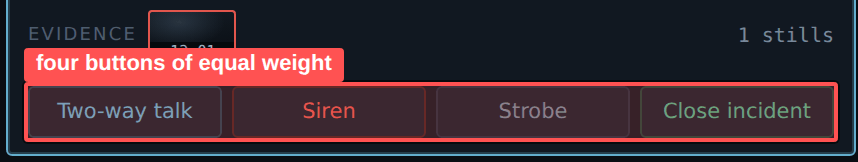 EVIDENCE
1 stills
four buttons of equal weight
Two-way talk
Siren
Strobe
Close incident